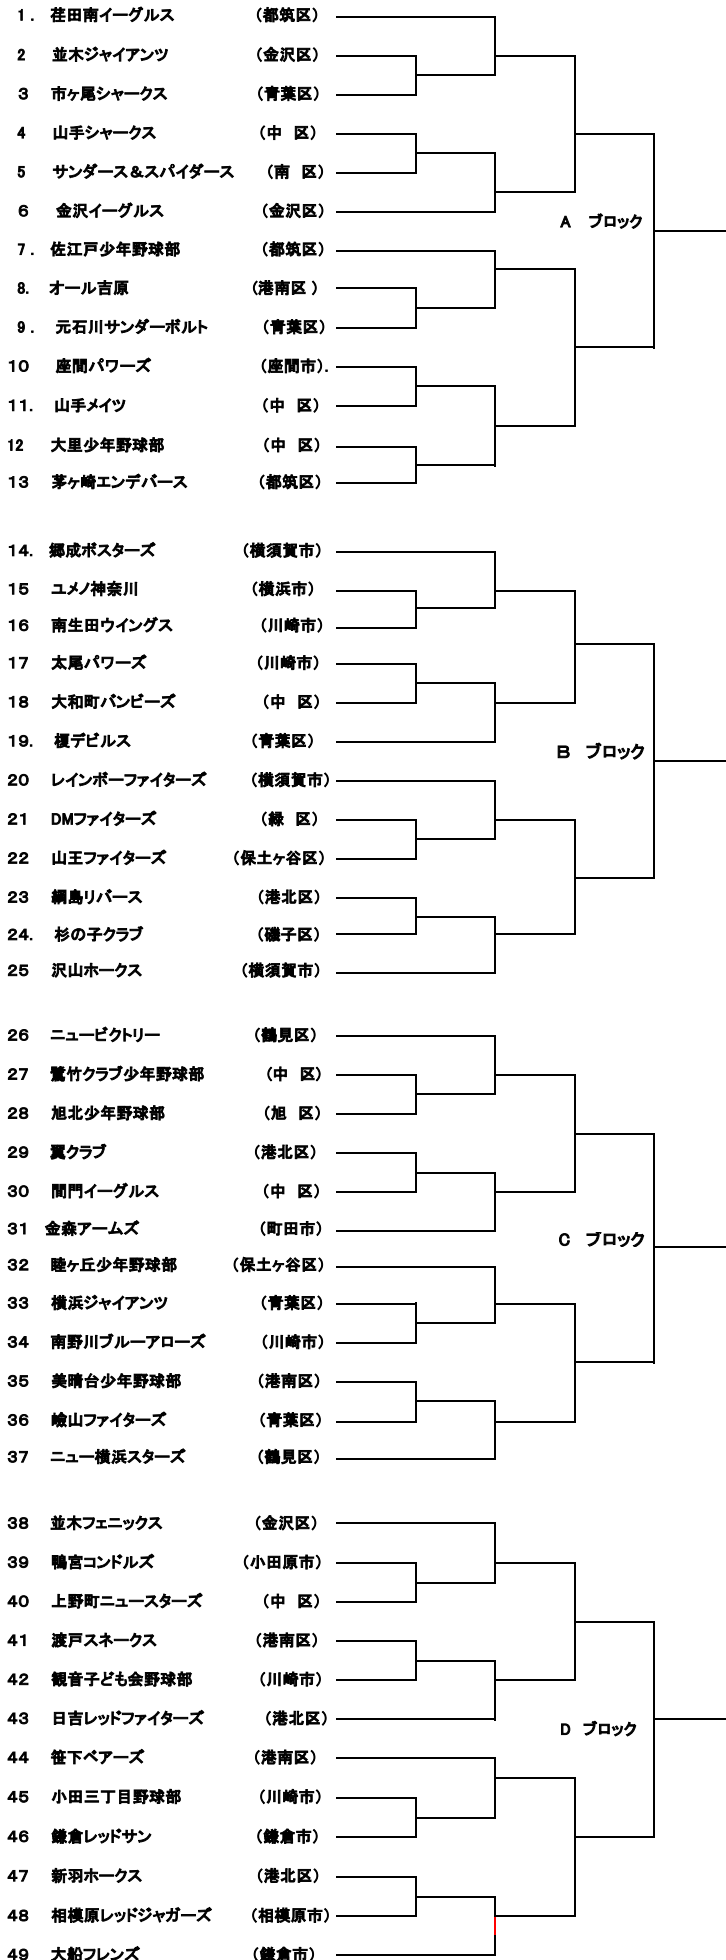 1. 荏田南イーグルス (都筑区)
2 並木ジャイアンツ (金沢区)
3 市ヶ尾シャークス (青葉区)
4 山手シャークス (中 区)
5 サンダース&スパイダース (南 区)
6 金沢イーグルス (金沢区)
A ブロック
7. 佐江戸少年野球部 (都筑区)
8. オール吉原 (港南区 )
9. 元石川サンダーボルト (青葉区)
10 座間パワーズ (座間市).
11. 山手メイツ (中 区)
12 大里少年野球部 (中 区)
13 茅ヶ崎エンデバース (都筑区)
14. 郷成ボスターズ (横須賀市)
15 ユメノ神奈川 (横浜市)
16 南生田ウイングス (川崎市)
17 太尾パワーズ (川崎市)
18 大和町バンビーズ (中 区)
19. 榎デビルス (青葉区)
B ブロック
20 レインボーファイターズ (横須賀市)
21 DMファイターズ (緑 区)
22 山王ファイターズ (保土ヶ谷区)
23 綱島リバース (港北区)
24. 杉の子クラブ (磯子区)
25 沢山ホークス (横須賀市)
26 ニュービクトリー (鶴見区)
27 鷺竹クラブ少年野球部 (中 区)
28 旭北少年野球部 (旭 区)
29 翼クラブ (港北区)
30 間門イーグルス (中 区)
31 金森アームズ (町田市)
C ブロック
32 睦ヶ丘少年野球部 (保土ヶ谷区)
33 横浜ジャイアンツ (青葉区)
34 南野川ブルーアローズ (川崎市)
35 美晴台少年野球部 (港南区)
36 嶮山ファイターズ (青葉区)
37 ニュー横浜スターズ (鶴見区)
38 並木フェニックス (金沢区)
39 鴨宮コンドルズ (小田原市)
40 上野町ニュースターズ (中 区)
41 渡戸スネークス (港南区)
42 観音子ども会野球部 (川崎市)
43 日吉レッドファイターズ (港北区)
D ブロック
44 笹下ベアーズ (港南区)
45 小田三丁目野球部 (川崎市)
46 鎌倉レッドサン (鎌倉市)
47 新羽ホークス (港北区)
48 相模原レッドジャガーズ (相模原市)
49 大船フレンズ (鎌倉市)